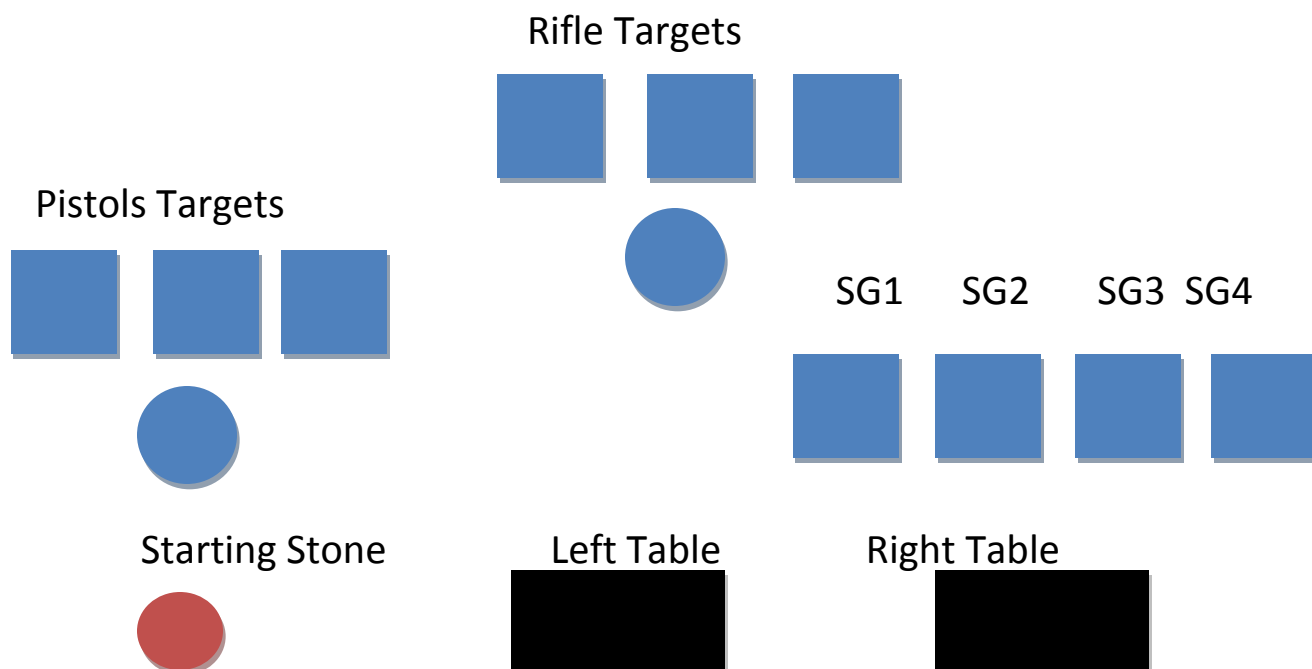 Rifle Targets
Pistols Targets
SG1 SG2 SG3 SG4
Starting Stone Left Table Right Table